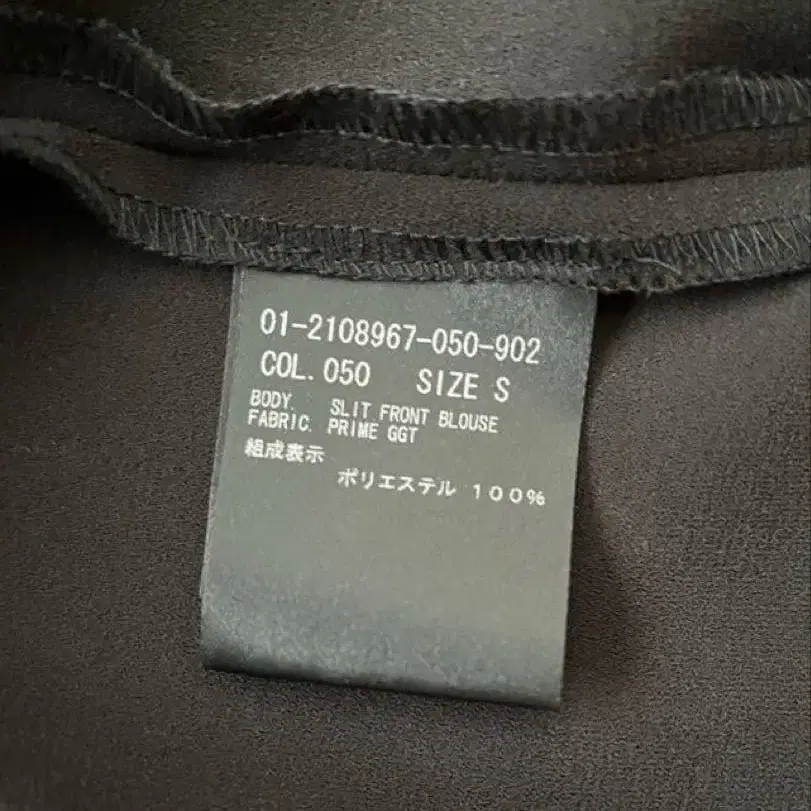 01-2108967-050-902
COL. 050 SIZE S
BODY. SLIT FRONT BLOUSE
FABRIC. PRIME GGT
組成表示
ポリエステル 100%